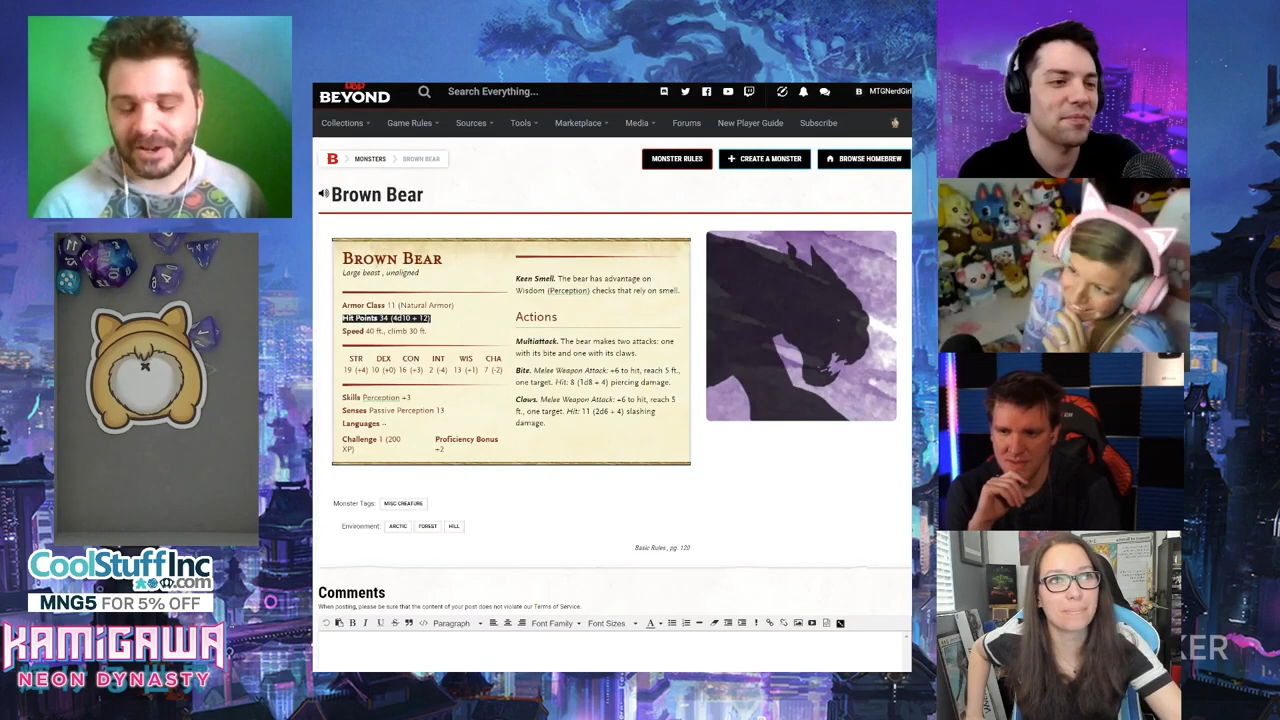 BEYOND
Search Everything...
MTGNerdGirl
Collections
Game Rules
Sources
Tools
Marketplace
Media
Forums
New Player Guide
Subscribe
MONSTERS
BROWN BEAR
MONSTER RULES
CREATE A MONSTER
BROWSE HOMEBREW
Brown Bear
BROWN BEAR
Large beast , unaligned
Armor Class 11 (Natural Armor)
Hit Points 34 (4d10 + 12)
Speed 40 ft., climb 30 ft.
STR DEX CON INT WIS CHA
19 (+4) 10 (+0) 16 (+3) 2 (-4) 13 (+1) 7 (-2)
Skills Perception +3
Senses Passive Perception 13
Languages --
Challenge 1 (200
XP)
Proficiency Bonus
+2
Keen Smell. The bear has advantage on
Wisdom (Perception) checks that rely on smell.
Actions
Multiattack. The bear makes two attacks: one
with its bite and one with its claws.
Bite. Melee Weapon Attack: +6 to hit, reach 5 ft.,
one target. Hit: 8 (1d8 + 4) piercing damage.
Claws. Melee Weapon Attack: +6 to hit, reach 5
ft., one target. Hit: 11 (2d6 + 4) slashing
damage.
Monster Tags: MISC CREATURE
Environment: ARCTIC FOREST HILL
Basic Rules , pg. 120
Comments
When posting, please be sure that the content of your post does not violate our Terms of Service.
Paragraph
Font Family
Font Sizes
CoolStuffInc
.com
MNG5 FOR 5% OFF
KAMIGAWA
NEON DYNASTY
KER